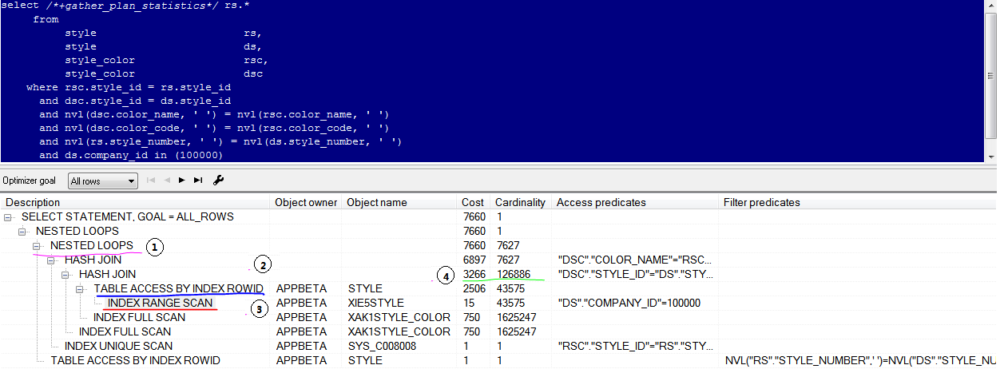 select /*+gather_plan_statistics*/ rs.*
from
style rs,
style ds,
style_color rsc,
style_color dsc
where rsc.style_id = rs.style_id
and dsc.style_id = ds.style_id
and nvl(dsc.color_name, ' ') = nvl(rsc.color_name, ' ')
and nvl(dsc.color_code, ' ') = nvl(rsc.color_code, ' ')
and nvl(rs.style_number, ' ') = nvl(ds.style_number, ' ')
and ds.company_id in (100000)
Optimizer goal All rows
Description Object owner Object name Cost Cardinality Access predicates Filter predicates
SELECT STATEMENT, GOAL = ALL_ROWS 7660 1
NESTED LOOPS 7660 1
NESTED LOOPS 1 7660 7627
HASH JOIN 2 6897 7627 "DSC"."COLOR_NAME"="RSC...
HASH JOIN 4 3266 126886 "DSC"."STYLE_ID"="DS"."STY...
TABLE ACCESS BY INDEX ROWID APPBETA STYLE 2506 43575
INDEX RANGE SCAN 3 APPBETA XIE5STYLE 15 43575 "DS"."COMPANY_ID"=100000
INDEX FULL SCAN APPBETA XAK1STYLE_COLOR 750 1625247
INDEX FULL SCAN APPBETA XAK1STYLE_COLOR 750 1625247
INDEX UNIQUE SCAN APPBETA SYS_C008008 1 1 "RSC"."STYLE_ID"="RS"."STY...
TABLE ACCESS BY INDEX ROWID APPBETA STYLE 1 1 NVL("RS"."STYLE_NUMBER",' ')=NVL("DS"."STYLE_NU